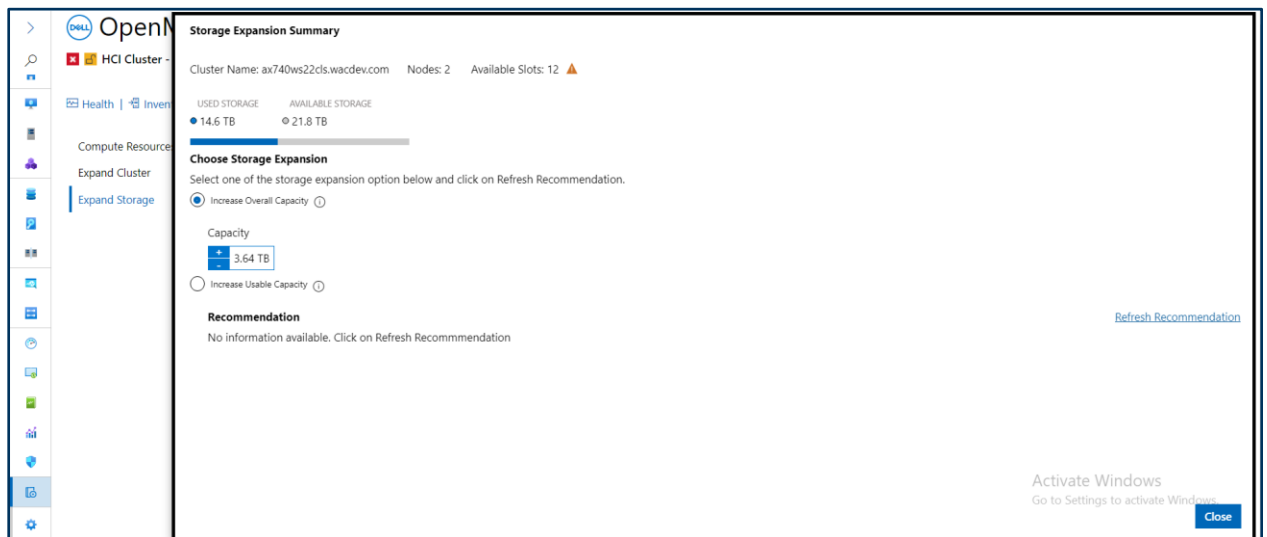 DELL OpenM
Storage Expansion Summary
HCI Cluster -
Cluster Name: ax740ws22cls.wacdev.com Nodes: 2 Available Slots: 12
Health | Inven
USED STORAGE AVAILABLE STORAGE
14.6 TB 21.8 TB
Compute Resource
Expand Cluster
Expand Storage
Choose Storage Expansion
Select one of the storage expansion option below and click on Refresh Recommendation.
Increase Overall Capacity
Capacity
+
3.64 TB
-
Increase Usable Capacity
Recommendation
Refresh Recommendation
No information available. Click on Refresh Recommmendation
Activate Windows
Go to Settings to activate Windows.
Close